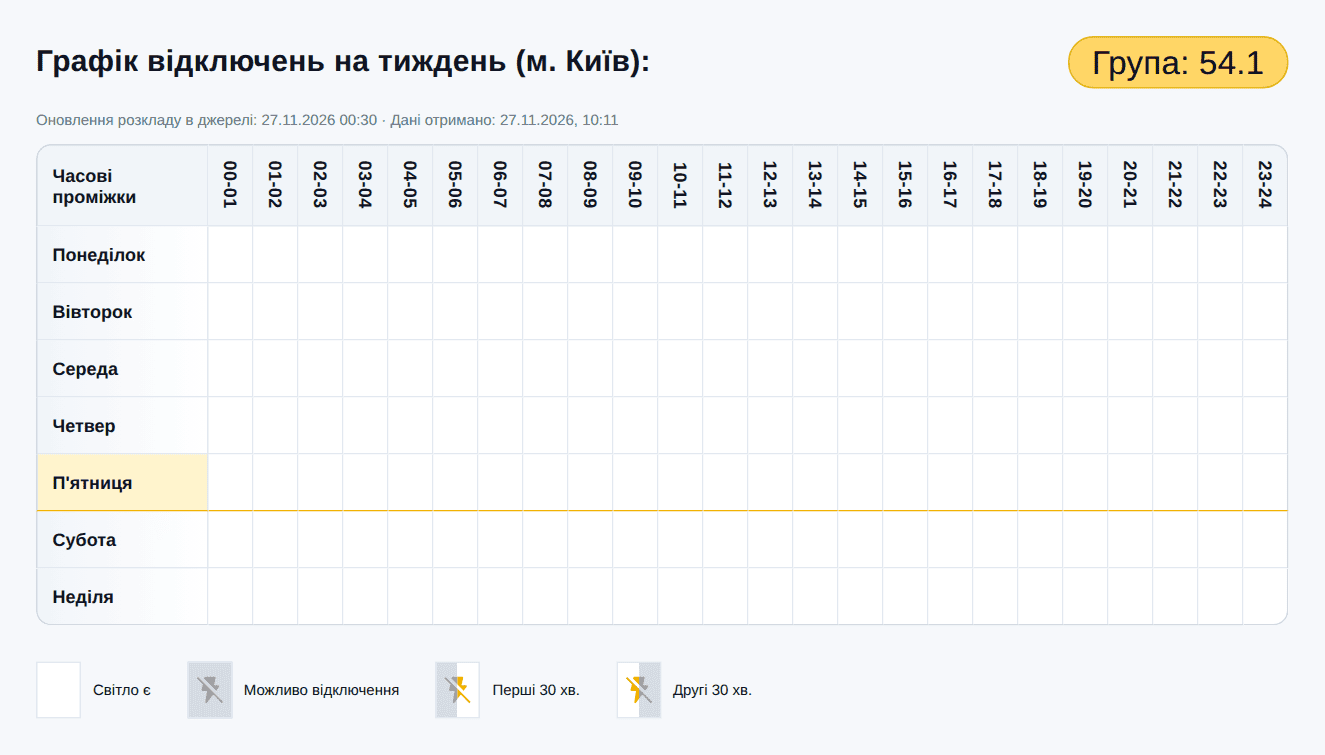 Графік відключень на тиждень (м. Київ):
Група: 54.1
Оновлення розкладу в джерелі: 27.11.2026 00:30 · Дані отримано: 27.11.2026, 10:11
Часові
проміжки
00-01 01-02 02-03 03-04 04-05 05-06 06-07 07-08 08-09 09-10 10-11 11-12 12-13 13-14 14-15 15-16 16-17 17-18 18-19 19-20 20-21 21-22 22-23 23-24
Понеділок
Вівторок
Середа
Четвер
П'ятниця
Субота
Неділя
Світло є
Можливо відключення
Перші 30 хв.
Другі 30 хв.